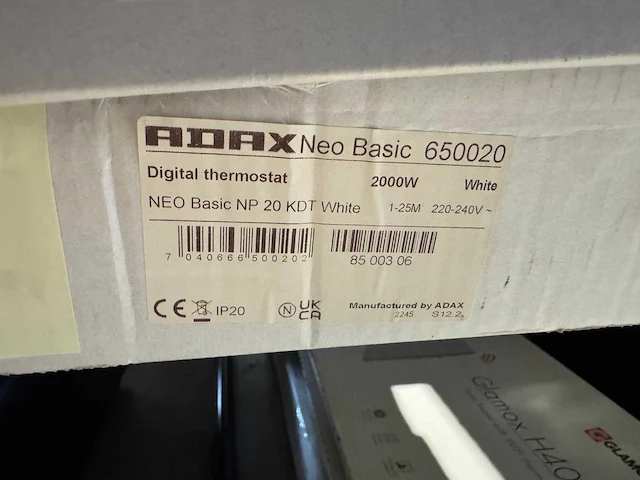 ADAX Neo Basic 650020
Digital thermostat 2000W White
NEO Basic NP 20 KDT White 1-25M 220-240V ~
7 040666 500202
85 003 06
CE IP20 N UK CA Manufactured by ADAX
2245 S12.2
Glamox H40
GLAMO